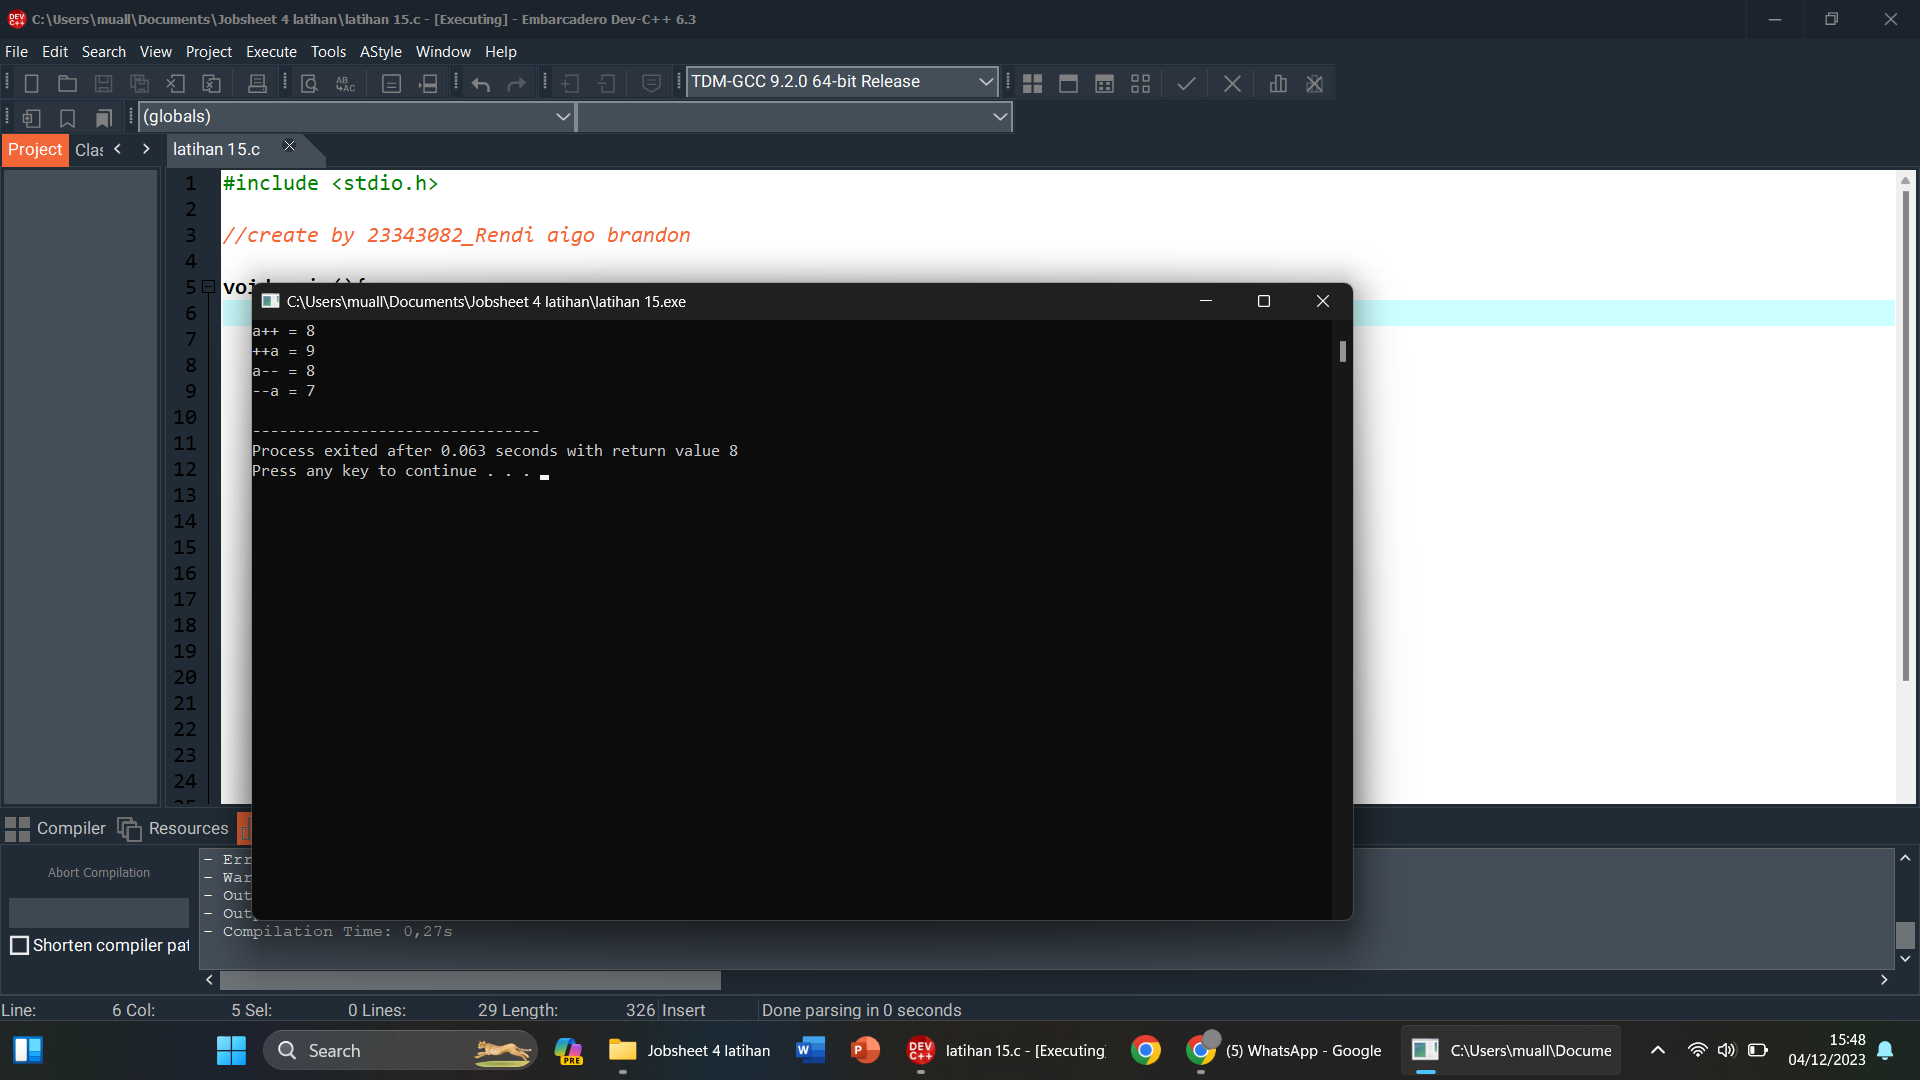 C:\Users\muall\Documents\Jobsheet 4 latihan\latihan 15.c - [Executing] - Embarcadero Dev-C++ 6.3
File Edit Search View Project Execute Tools AStyle Window Help
TDM-GCC 9.2.0 64-bit Release
(globals)
Project Clas latihan 15.c
1 #include <stdio.h>
2
3 //create by 23343082_Rendi aigo brandon
4
5
6
7
8
9
10
11
12
13
14
15
16
17
18
19
20
21
22
23
24
C:\Users\muall\Documents\Jobsheet 4 latihan\latihan 15.exe
a++ = 8
++a = 9
a-- = 8
--a = 7
--------------------------------
Process exited after 0.063 seconds with return value 8
Press any key to continue . . .
Compiler Resources
Abort Compilation
Shorten compiler pat
- Err
- War
- Out
- Out
- Compilation Time: 0,27s
Line: 6 Col: 5 Sel: 0 Lines: 29 Length: 326 Insert Done parsing in 0 seconds
Search
PRE
Jobsheet 4 latihan
W
P
DEV C++
latihan 15.c - [Executing]
(5) WhatsApp - Google
C:\Users\muall\Docume
15:48
04/12/2023